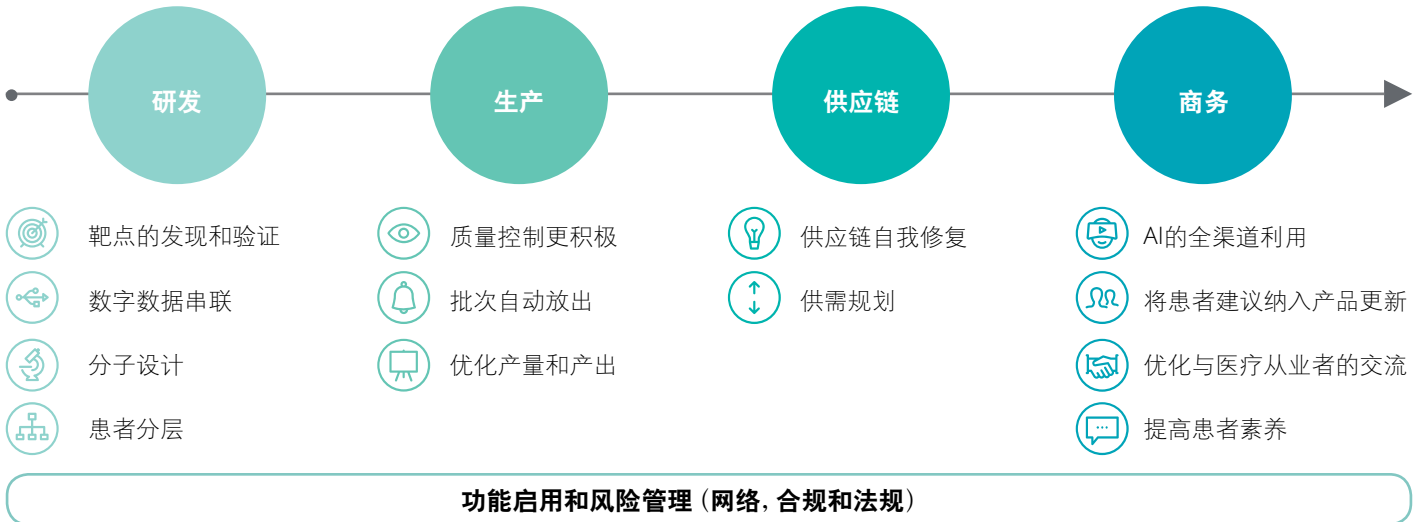 研发
生产
供应链
商务
靶点的发现和验证
数字数据串联
分子设计
患者分层
质量控制更积极
批次自动放出
优化产量和产出
供应链自我修复
供需规划
AI的全渠道利用
将患者建议纳入产品更新
优化与医疗从业者的交流
提高患者素养
功能启用和风险管理（网络, 合规和法规）